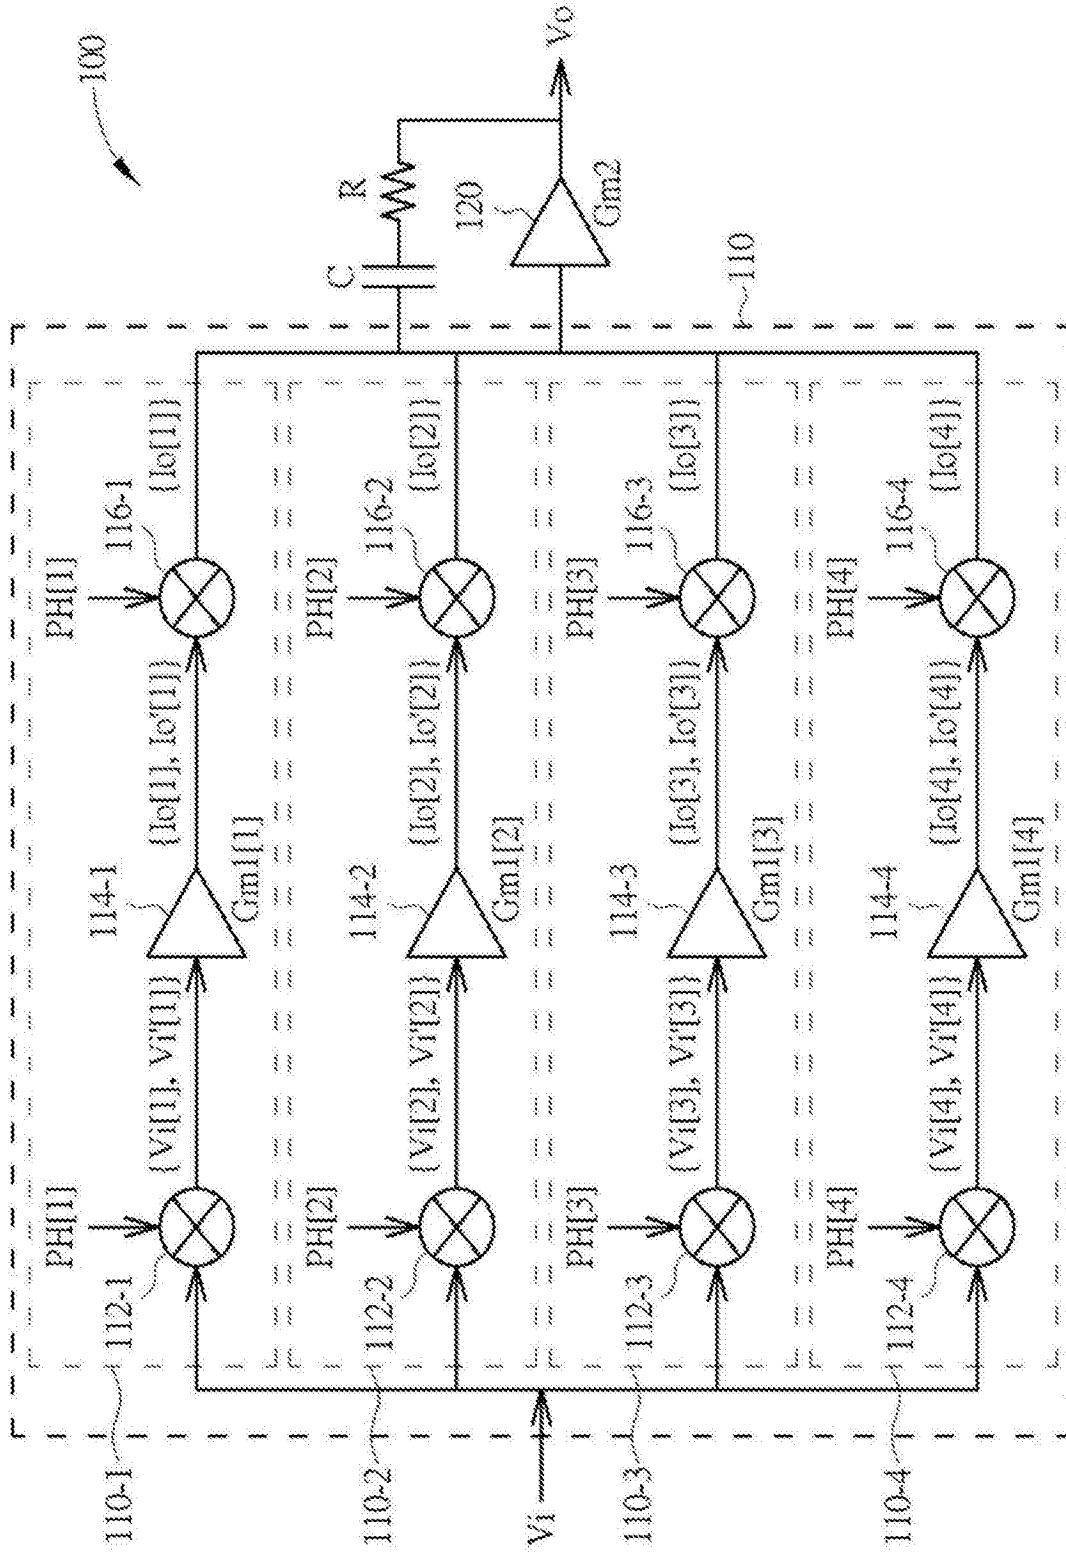 100
110-1
112-1
PH[1]
{Vi[1], Vi'[1]}
114-1
Gm1[1]
{Io[1], Io'[1]}
PH[1]
116-1
{Io[1]}
110-2
112-2
PH[2]
{Vi[2], Vi'[2]}
114-2
Gm1[2]
{Io[2], Io'[2]}
PH[2]
116-2
{Io[2]}
C
R
Vi
120
Gm2
Vo
110-3
112-3
PH[3]
{Vi[3], Vi'[3]}
114-3
Gm1[3]
{Io[3], Io'[3]}
PH[3]
116-3
{Io[3]}
110
110-4
112-4
PH[4]
{Vi[4], Vi'[4]}
114-4
Gm1[4]
{Io[4], Io'[4]}
PH[4]
116-4
{Io[4]}